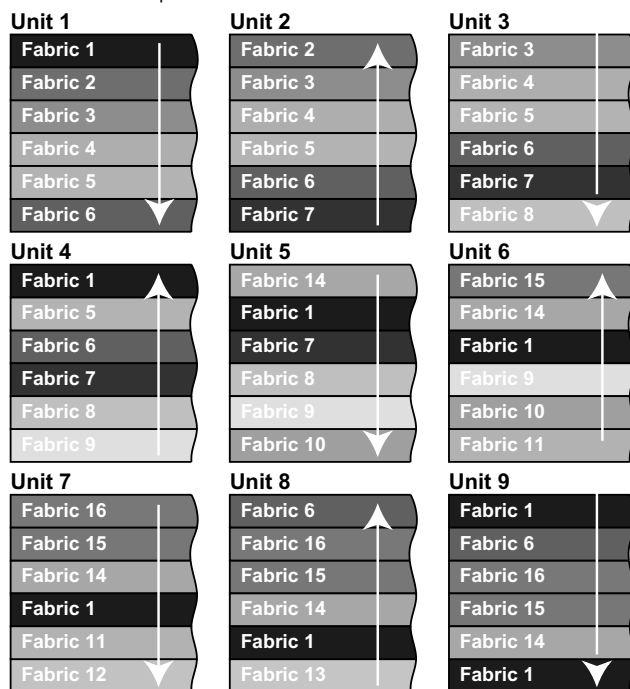 Unit 1
Fabric 1
Fabric 2
Fabric 3
Fabric 4
Fabric 5
Fabric 6
Unit 2
Fabric 2
Fabric 3
Fabric 4
Fabric 5
Fabric 6
Fabric 7
Unit 3
Fabric 3
Fabric 4
Fabric 5
Fabric 6
Fabric 7
Fabric 8
Unit 4
Fabric 1
Fabric 5
Fabric 6
Fabric 7
Fabric 8
Fabric 9
Unit 5
Fabric 14
Fabric 1
Fabric 7
Fabric 8
Fabric 9
Fabric 10
Unit 6
Fabric 15
Fabric 14
Fabric 1
Fabric 9
Fabric 10
Fabric 11
Unit 7
Fabric 16
Fabric 15
Fabric 14
Fabric 1
Fabric 11
Fabric 12
Unit 8
Fabric 6
Fabric 16
Fabric 15
Fabric 14
Fabric 1
Fabric 13
Unit 9
Fabric 1
Fabric 6
Fabric 16
Fabric 15
Fabric 14
Fabric 1